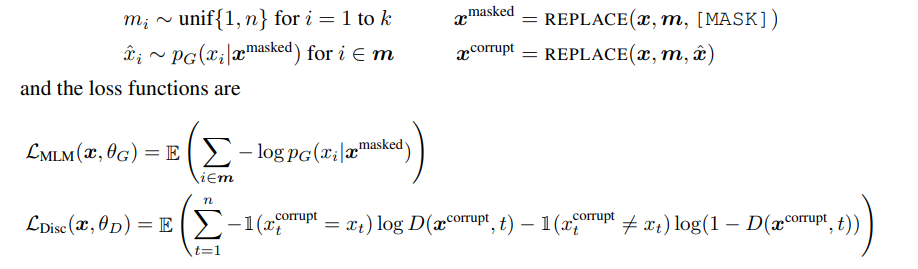 m_i ∼ unif{1, n} for i = 1 to k    x^masked = REPLACE(x, m, [MASK])
x̂_i ∼ p_G(x_i|x^masked) for i ∈ m    x^corrupt = REPLACE(x, m, x̂)
and the loss functions are
ℒ_MLM(x, θ_G) = 𝔼 ( ∑_{i∈m} − log p_G(x_i|x^masked) )
ℒ_Disc(x, θ_D) = 𝔼 ( ∑_{t=1}^{n} −𝟙(x_t^corrupt = x_t) log D(x^corrupt, t) − 𝟙(x_t^corrupt ≠ x_t) log(1 − D(x^corrupt, t)) )